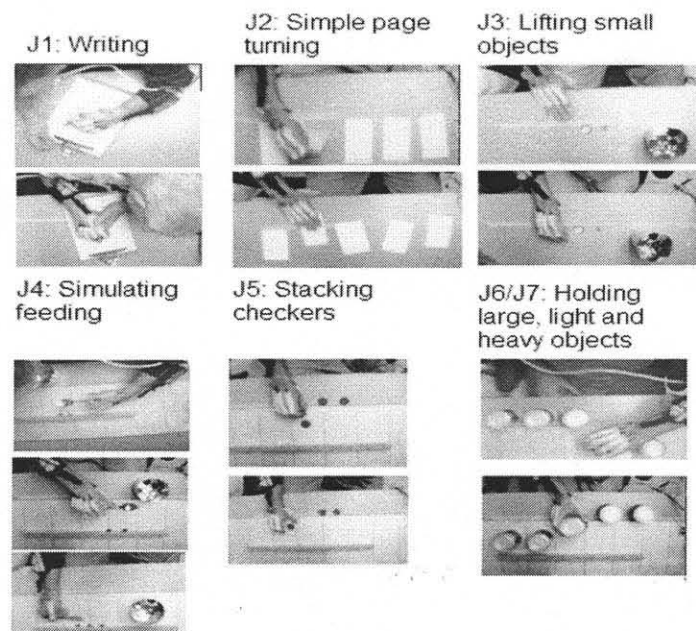 J1: Writing
J2: Simple page
turning
J3: Lifting small
objects
J4: Simulating
feeding
J5: Stacking
checkers
J6/J7: Holding
large, light and
heavy objects